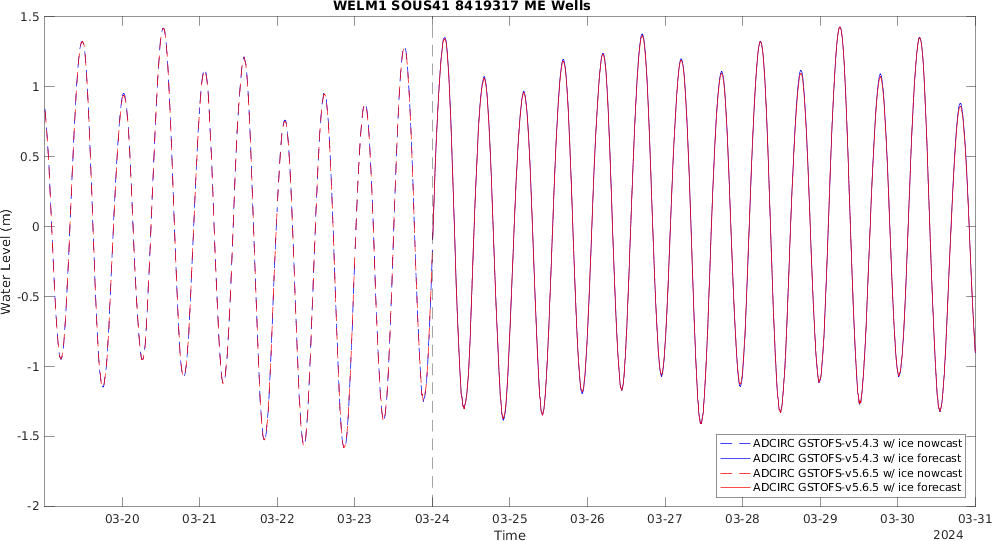 WELM1 SOUS41 8419317 ME Wells
1.5
1
0.5
0
-0.5
-1
-1.5
-2
Water Level (m)
03-20 03-21 03-22 03-23 03-24 03-25 03-26 03-27 03-28 03-29 03-30 03-31
Time
2024
ADCIRC GSTOFS-v5.4.3 w/ ice nowcast
ADCIRC GSTOFS-v5.4.3 w/ ice forecast
ADCIRC GSTOFS-v5.6.5 w/ ice nowcast
ADCIRC GSTOFS-v5.6.5 w/ ice forecast